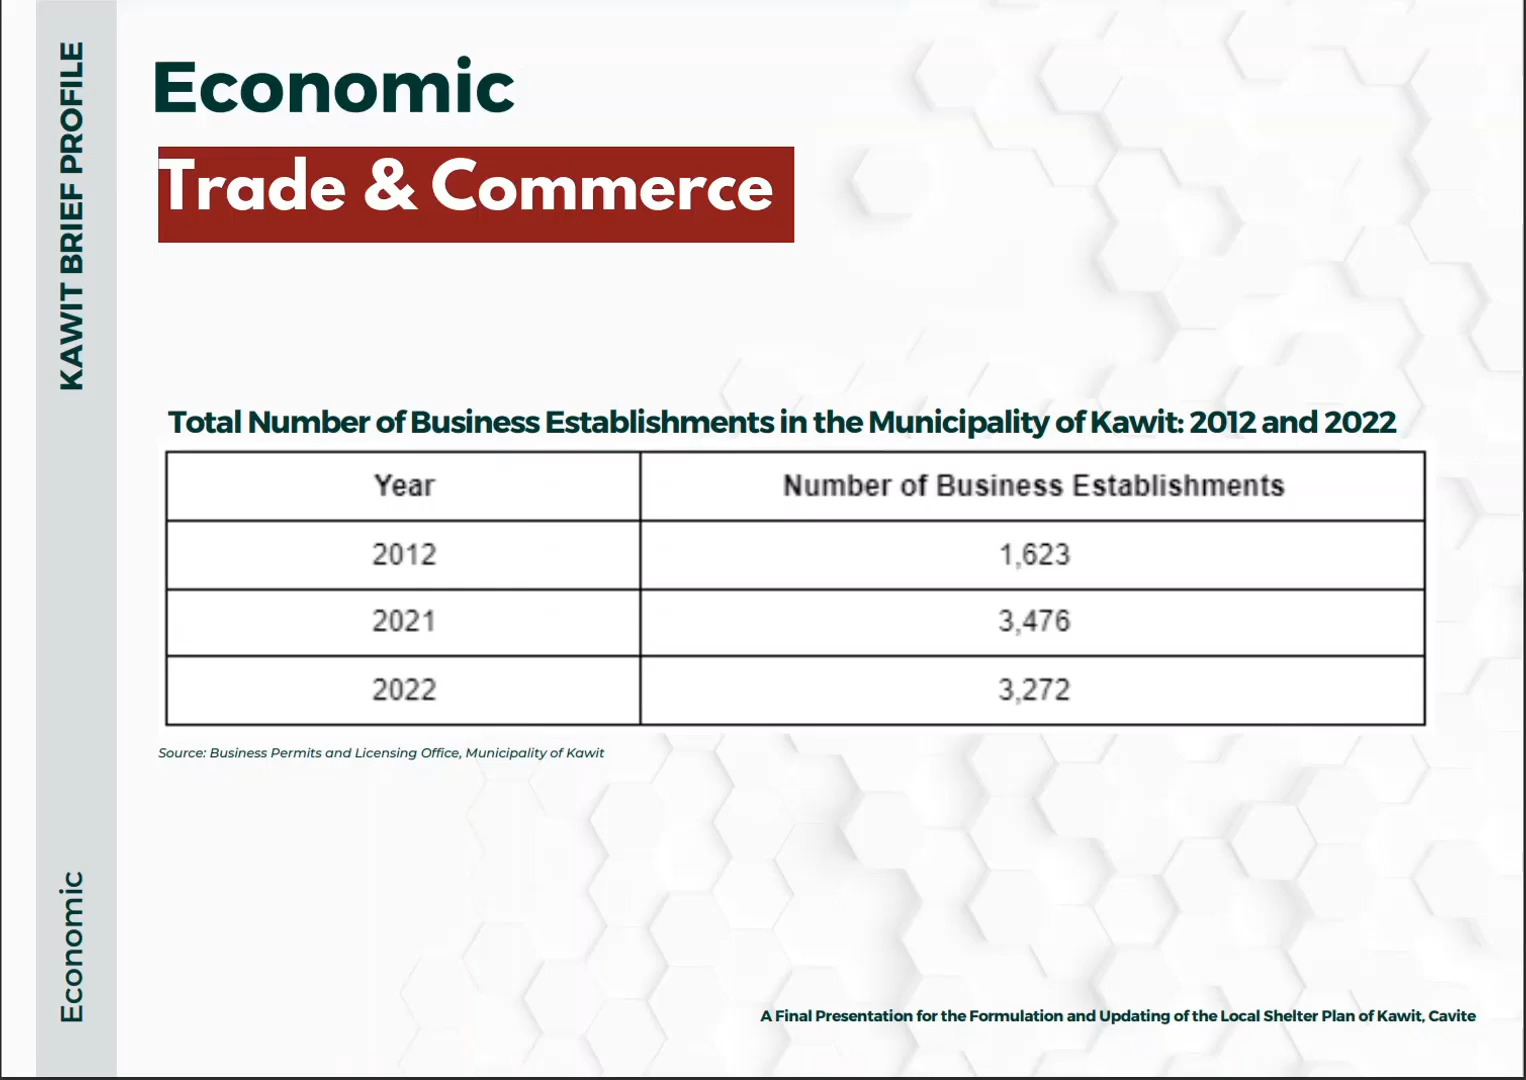 KAWIT BRIEF PROFILE
Economic
Economic
Trade & Commerce
Total Number of Business Establishments in the Municipality of Kawit: 2012 and 2022
Year Number of Business Establishments
2012 1,623
2021 3,476
2022 3,272
Source: Business Permits and Licensing Office, Municipality of Kawit
A Final Presentation for the Formulation and Updating of the Local Shelter Plan of Kawit, Cavite